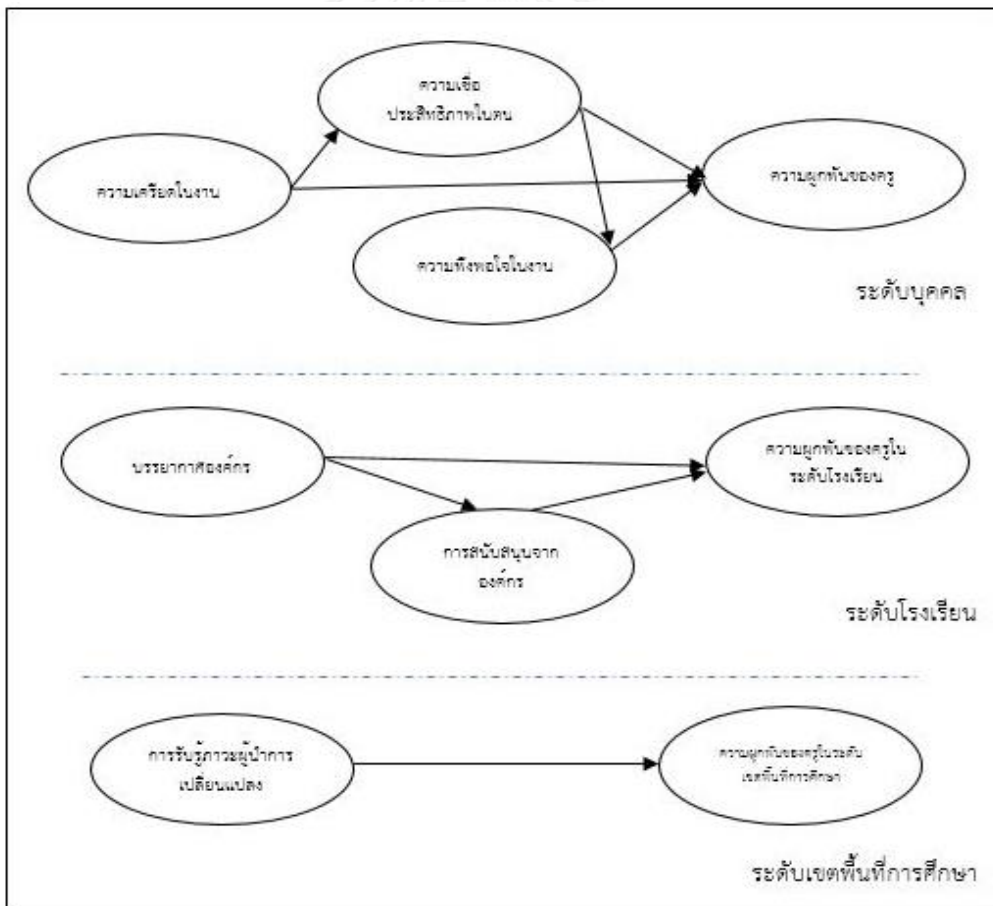 ความเชื่อ
ประสิทธิภาพในตน
ความเครียดในงาน
ความผูกพันของครู
ความพึงพอใจในงาน
ระดับบุคคล
บรรยากาศองค์กร
ความผูกพันของครูใน
ระดับโรงเรียน
การสนับสนุนจาก
องค์กร
ระดับโรงเรียน
การรับรู้ภาวะผู้นำการ
เปลี่ยนแปลง
ความผูกพันของครูในระดับ
เขตพื้นที่การศึกษา
ระดับเขตพื้นที่การศึกษา